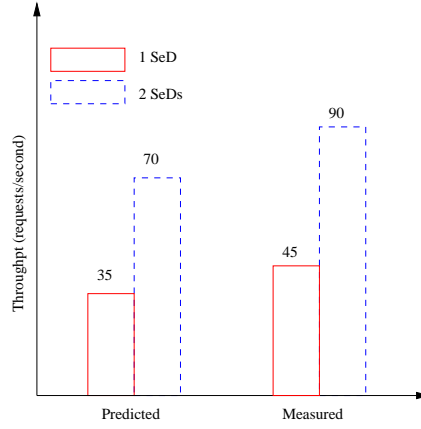 1 SeD
2 SeDs
Throughpt (requests/second)
35
70
45
90
Predicted
Measured